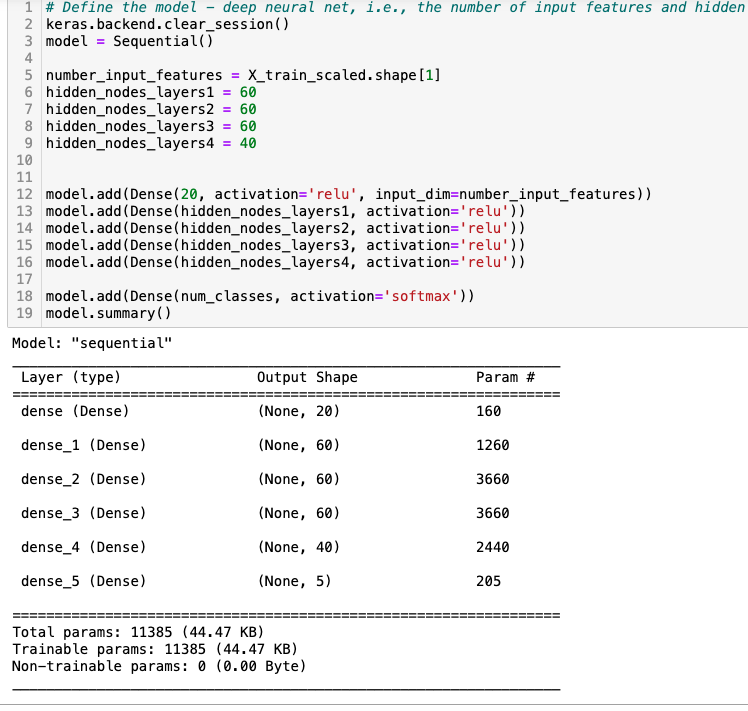 1 # Define the model - deep neural net, i.e., the number of input features and hidden
2 keras.backend.clear_session()
3 model = Sequential()
4
5 number_input_features = X_train_scaled.shape[1]
6 hidden_nodes_layers1 = 60
7 hidden_nodes_layers2 = 60
8 hidden_nodes_layers3 = 60
9 hidden_nodes_layers4 = 40
10
11
12 model.add(Dense(20, activation='relu', input_dim=number_input_features))
13 model.add(Dense(hidden_nodes_layers1, activation='relu'))
14 model.add(Dense(hidden_nodes_layers2, activation='relu'))
15 model.add(Dense(hidden_nodes_layers3, activation='relu'))
16 model.add(Dense(hidden_nodes_layers4, activation='relu'))
17
18 model.add(Dense(num_classes, activation='softmax'))
19 model.summary()
Model: "sequential"
_________________________________________________________________
Layer (type) Output Shape Param #
=================================================================
dense (Dense) (None, 20) 160
dense_1 (Dense) (None, 60) 1260
dense_2 (Dense) (None, 60) 3660
dense_3 (Dense) (None, 60) 3660
dense_4 (Dense) (None, 40) 2440
dense_5 (Dense) (None, 5) 205
=================================================================
Total params: 11385 (44.47 KB)
Trainable params: 11385 (44.47 KB)
Non-trainable params: 0 (0.00 Byte)
_________________________________________________________________